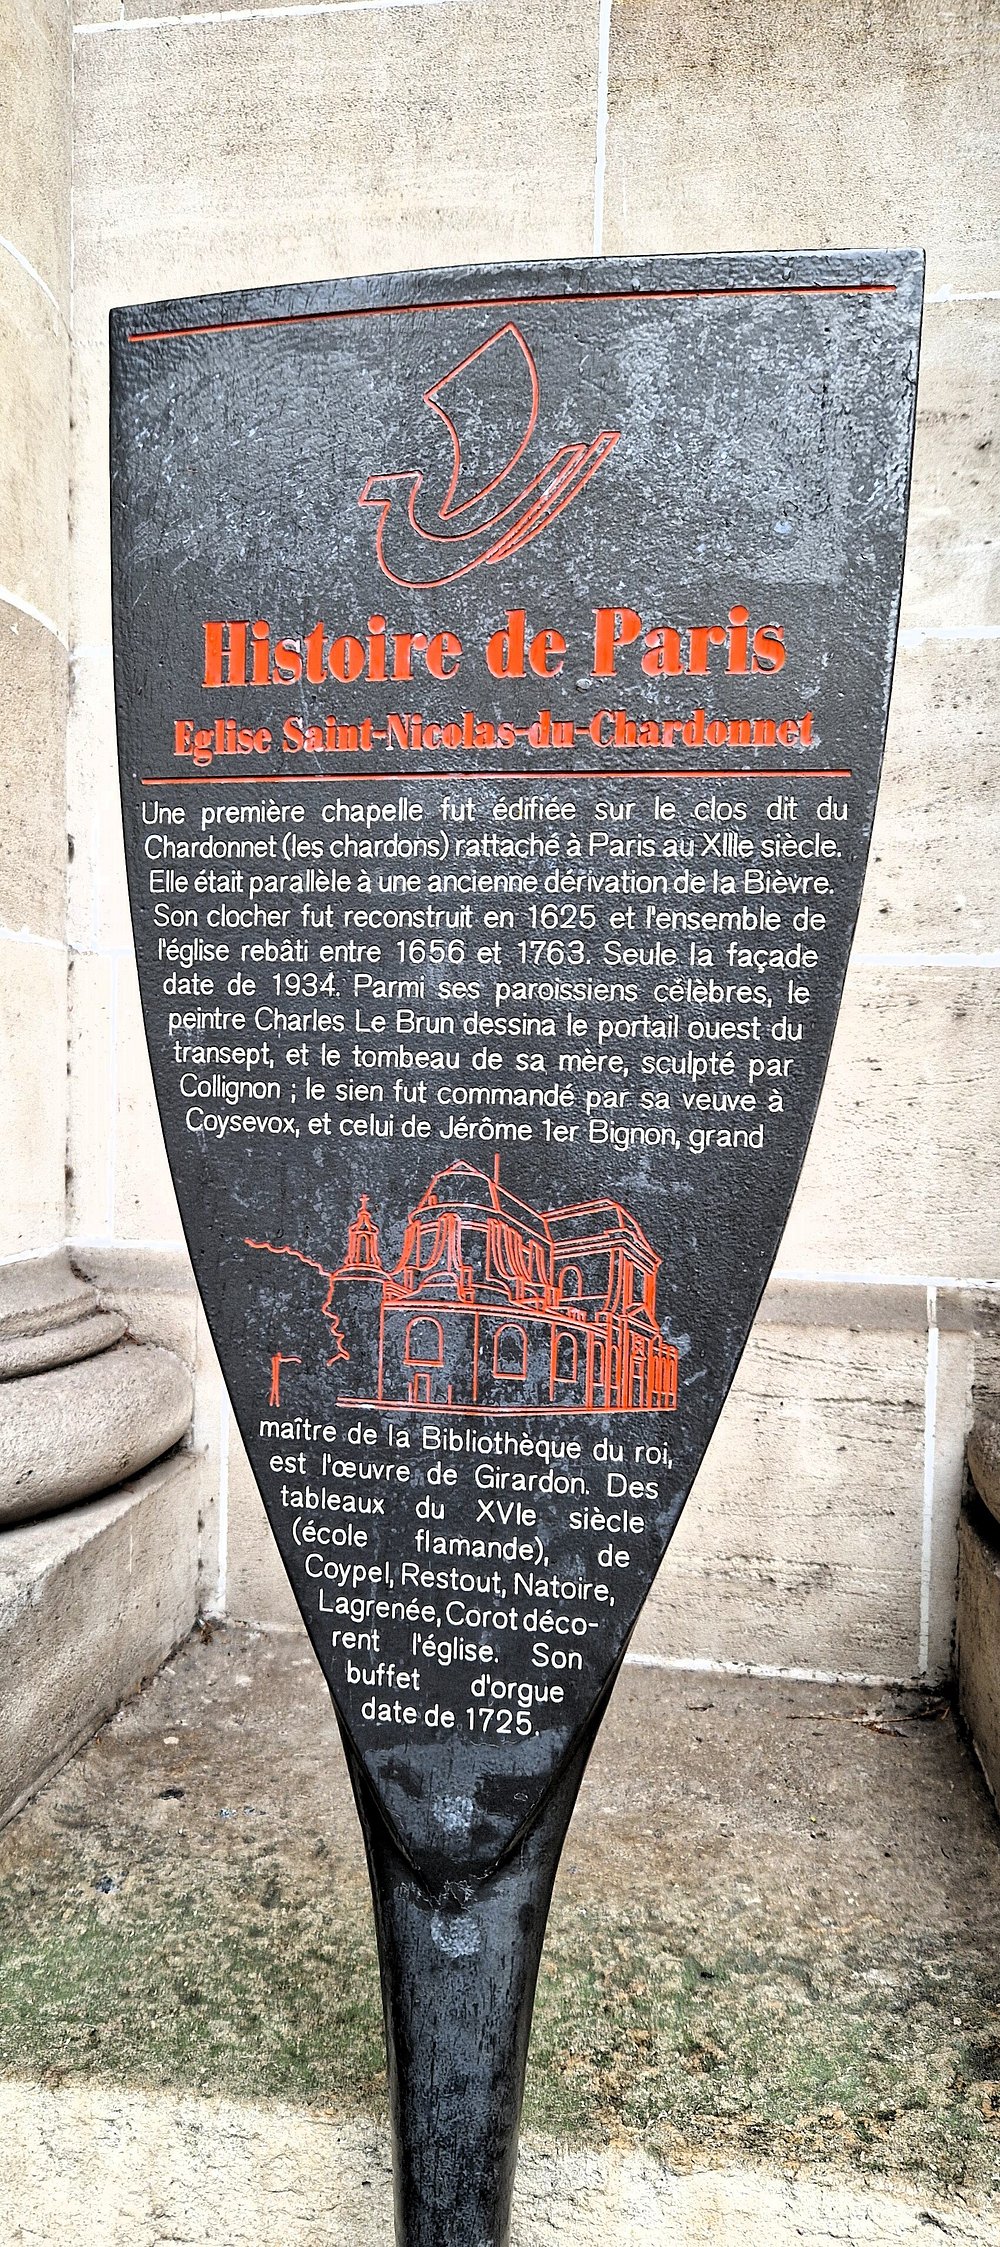 Histoire de Paris
Eglise Saint-Nicolas-du-Chardonnet
Une première chapelle fut édifiée sur le clos dit du
Chardonnet (les chardons) rattaché à Paris au XIIIe siècle.
Elle était parallèle à une ancienne dérivation de la Bièvre.
Son clocher fut reconstruit en 1625 et l'ensemble de
l'église rebâti entre 1656 et 1763. Seule la façade
date de 1934. Parmi ses paroissiens célèbres, le
peintre Charles Le Brun dessina le portail ouest du
transept, et le tombeau de sa mère, sculpté par
Collignon ; le sien fut commandé par sa veuve à
Coysevox, et celui de Jérôme 1er Bignon, grand
maître de la Bibliothèque du roi,
est l'œuvre de Girardon. Des
tableaux du XVIe siècle
(école flamande), de
Coypel, Restout, Natoire,
Lagrenée, Corot déco-
rent l'église. Son
buffet d'orgue
date de 1725.